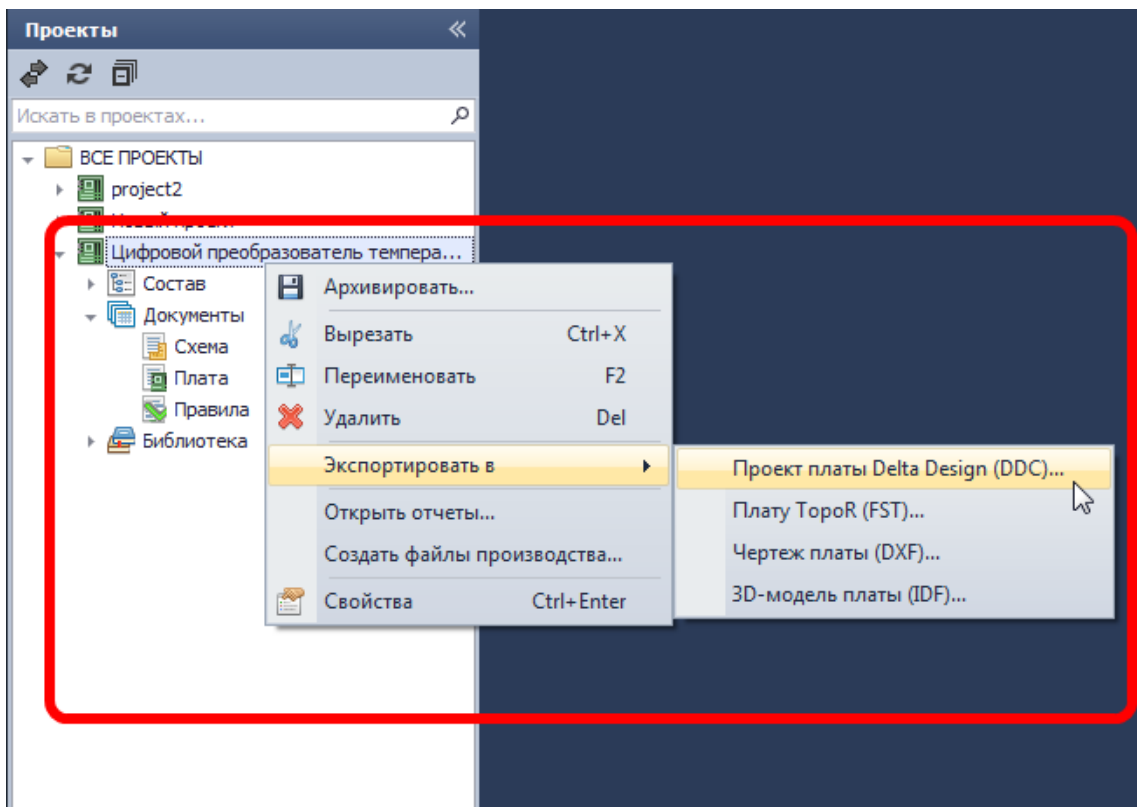 Проекты
Искать в проектах...
ВСЕ ПРОЕКТЫ
project2
Новый проект
Цифровой преобразователь темпера...
Состав
Документы
Схема
Плата
Правила
Библиотека
Архивировать...
Вырезать Ctrl+X
Переименовать F2
Удалить Del
Экспортировать в
Открыть отчеты...
Создать файлы производства...
Свойства Ctrl+Enter
Проект платы Delta Design (DDC)...
Плату TopoR (FST)...
Чертеж платы (DXF)...
3D-модель платы (IDF)...